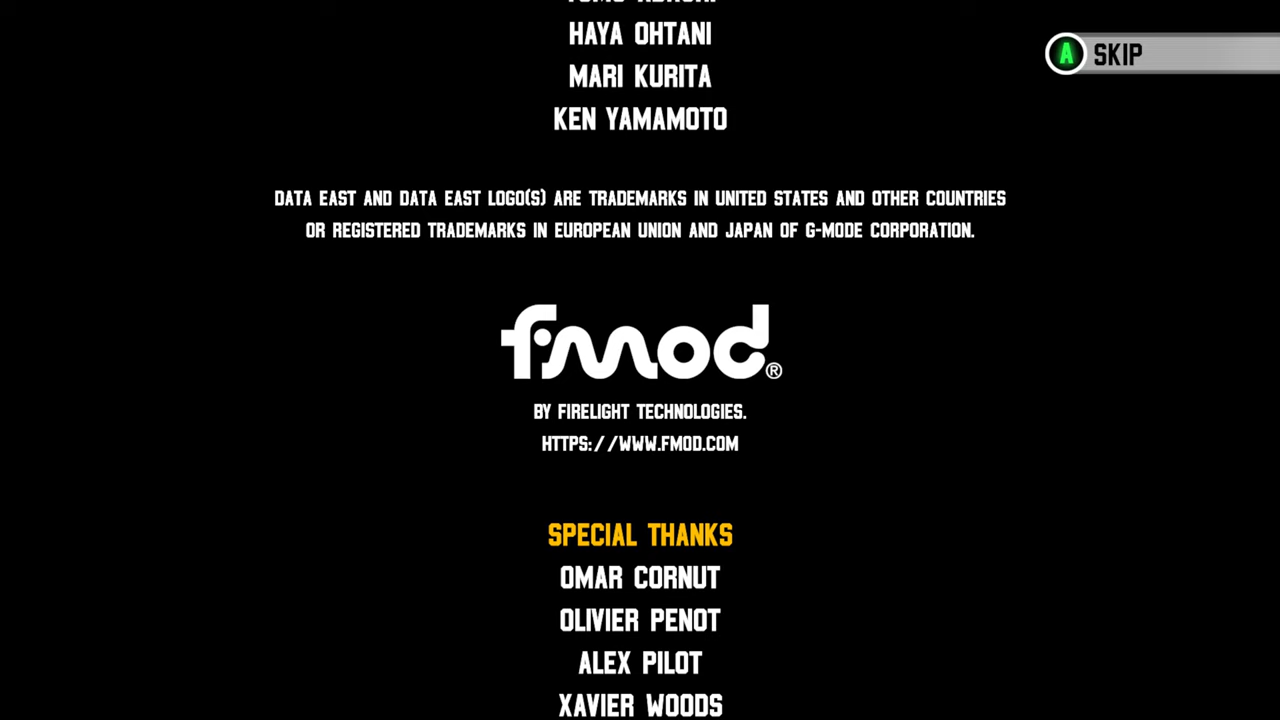 HAYA OHTANI
A SKIP
MARI KURITA
KEN YAMAMOTO
DATA EAST AND DATA EAST LOGO(S) ARE TRADEMARKS IN UNITED STATES AND OTHER COUNTRIES
OR REGISTERED TRADEMARKS IN EUROPEAN UNION AND JAPAN OF G-MODE CORPORATION.
fmod®
BY FIRELIGHT TECHNOLOGIES.
HTTPS://WWW.FMOD.COM
SPECIAL THANKS
OMAR CORNUT
OLIVIER PENOT
ALEX PILOT
XAVIER WOODS